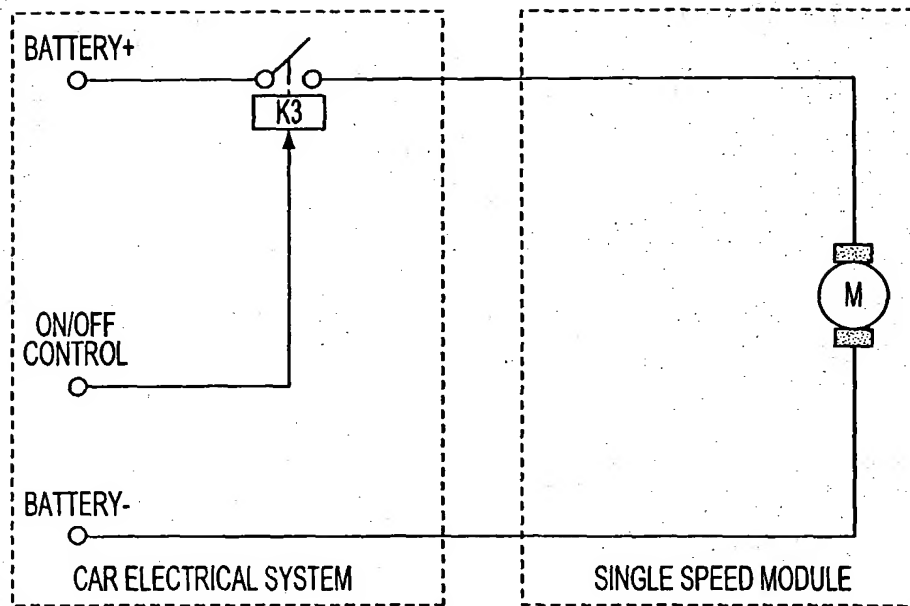 BATTERY+
K3
ON/OFF
CONTROL
M
BATTERY-
CAR ELECTRICAL SYSTEM
SINGLE SPEED MODULE